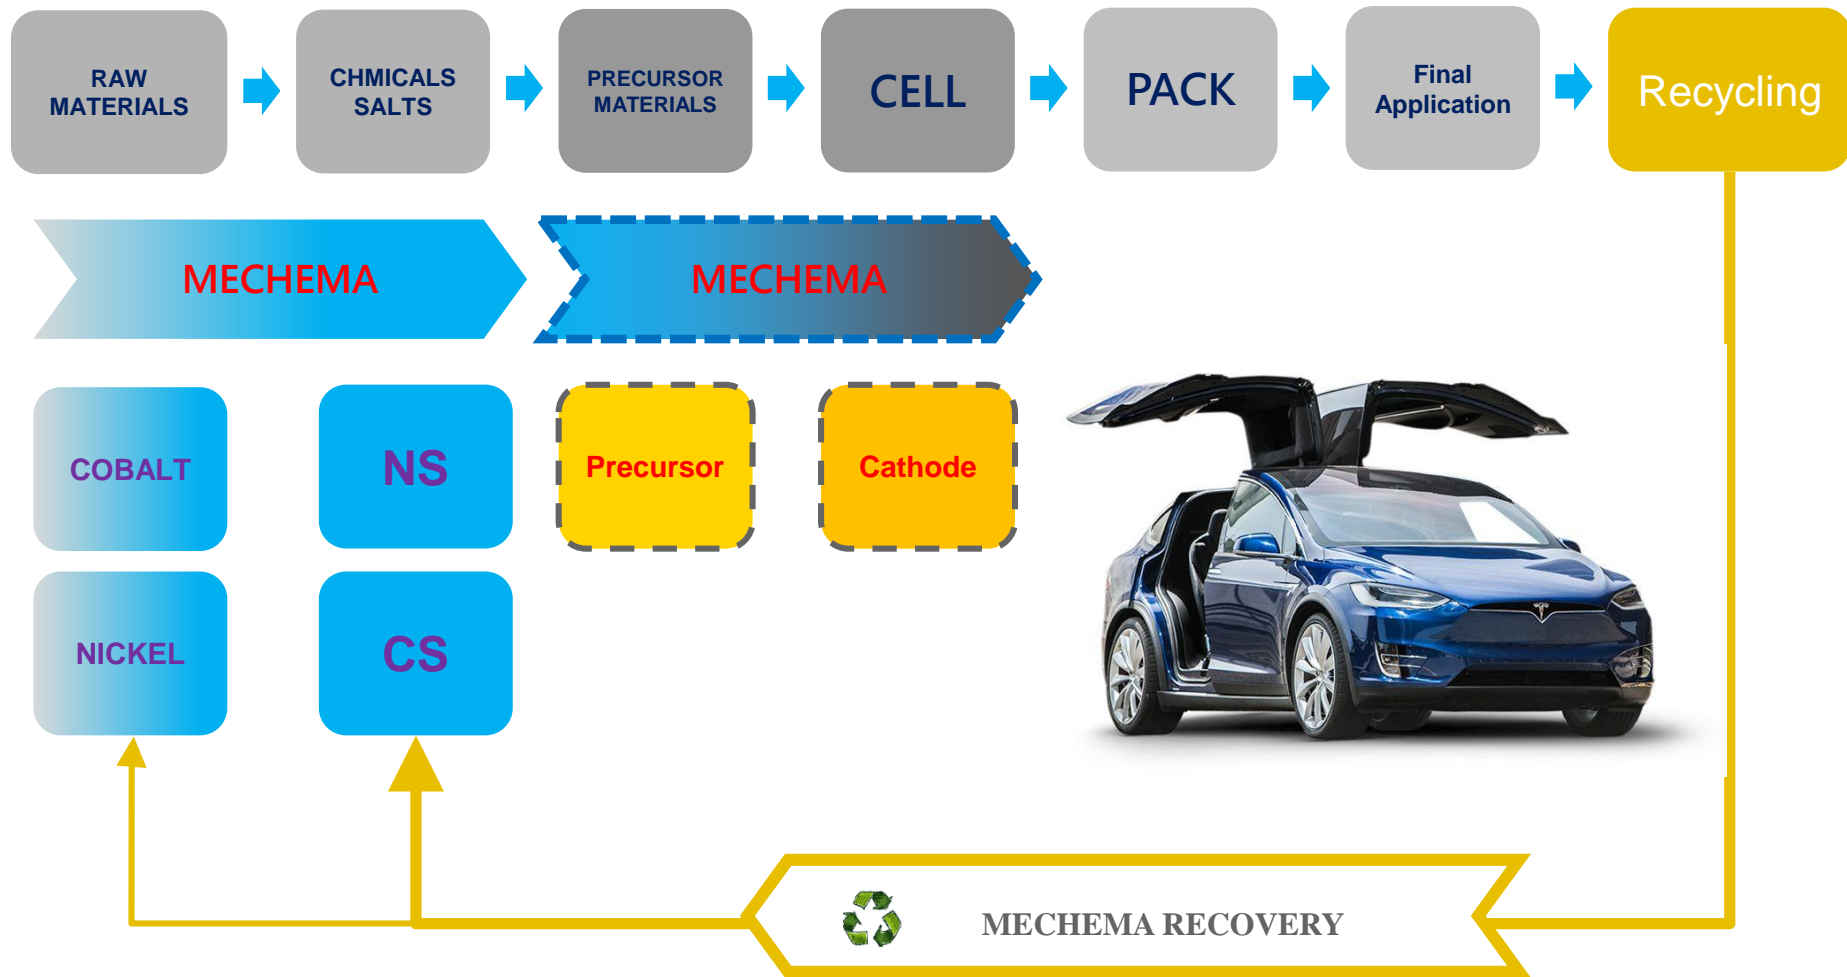 RAW
MATERIALS
CHMICALS
SALTS
PRECURSOR
MATERIALS
CELL
PACK
Final
Application
Recycling
MECHEMA
MECHEMA
COBALT
NS
Precursor
Cathode
NICKEL
CS
MECHEMA RECOVERY